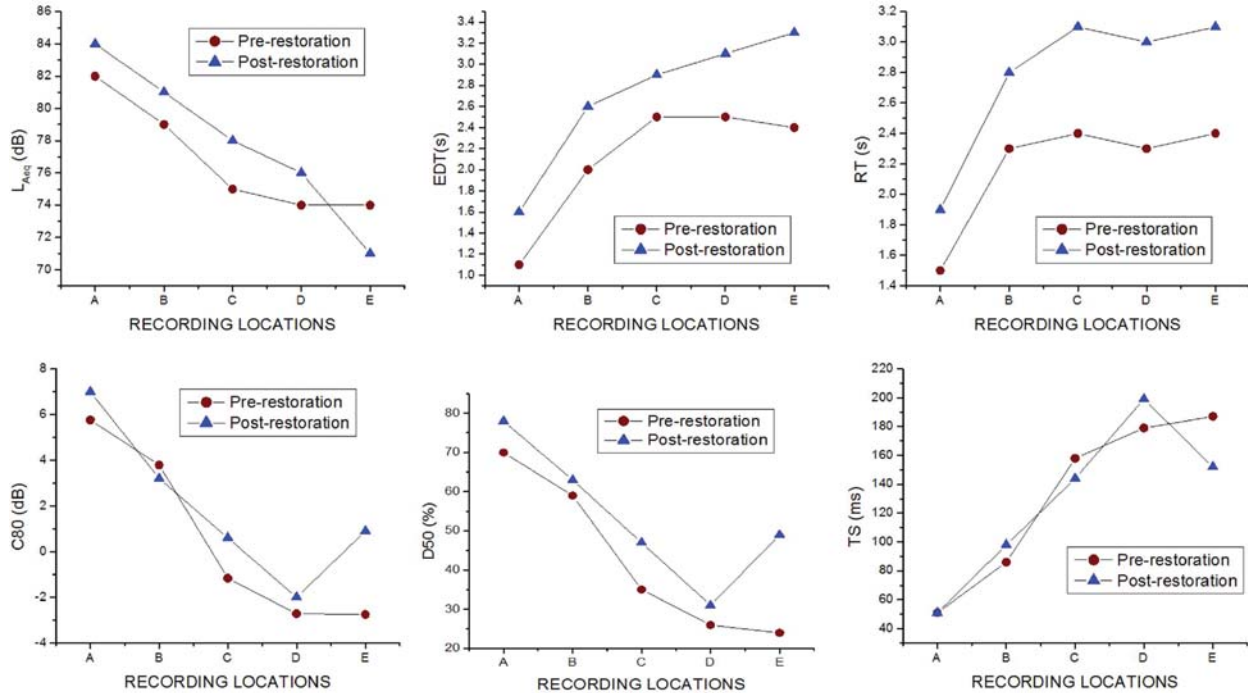 84
82
80
78
76
74
72
70
L_Aeq (dB)
Pre-restoration
Post-restoration
A B C D E
RECORDING LOCATIONS
3.4
3.2
3.0
2.8
2.6
2.4
2.2
2.0
1.8
1.6
1.4
1.2
1.0
EDT(s)
Pre-restoration
Post-restoration
A B C D E
RECORDING LOCATIONS
3.2
3.0
2.8
2.6
2.4
2.2
2.0
1.8
1.6
1.4
RT (s)
Pre-restoration
Post-restoration
A B C D E
RECORDING LOCATIONS
8
6
4
2
0
-2
-4
C80 (dB)
Pre-restoration
Post-restoration
A B C D E
RECORDING LOCATIONS
80
70
60
50
40
30
20
D50 (%)
Pre-restoration
Post-restoration
A B C D E
RECORDING LOCATIONS
220
200
180
160
140
120
100
80
60
40
TS (ms)
Pre-restoration
Post-restoration
A B C D E
RECORDING LOCATIONS